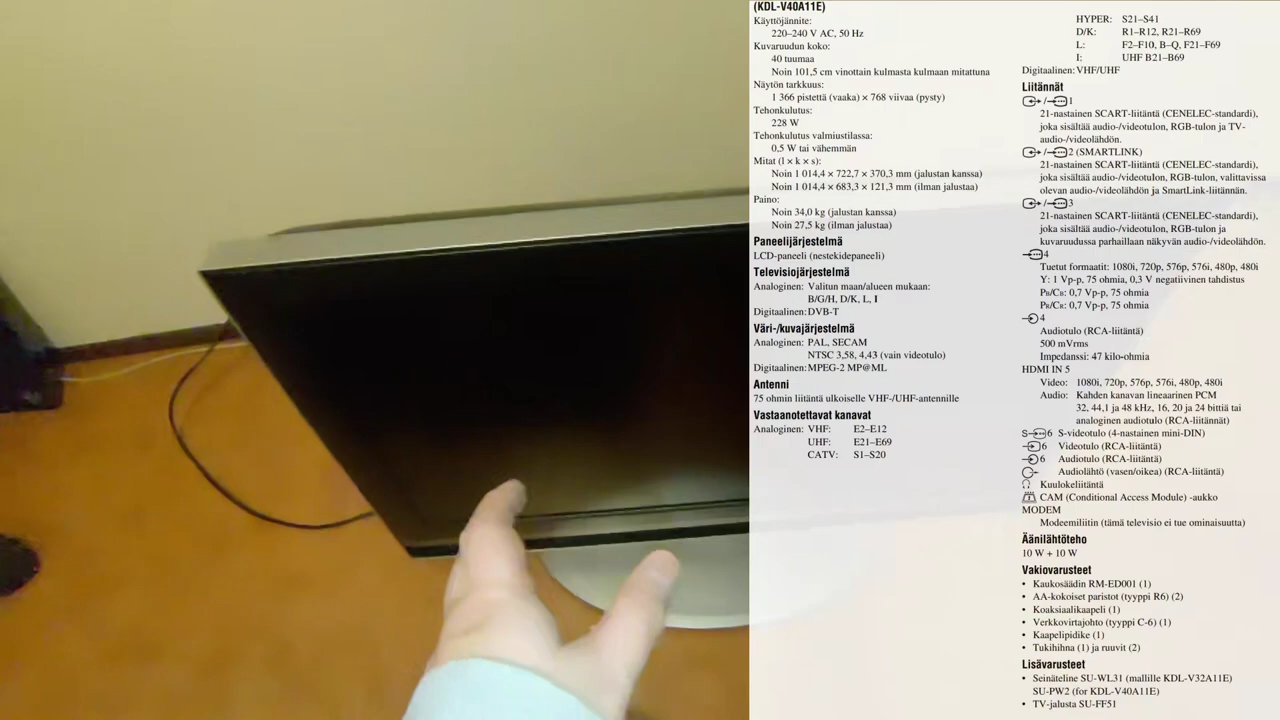 (KDL-V40A11E)
Käyttöjännite:
220–240 V AC, 50 Hz
Kuvaruudun koko:
40 tuumaa
Noin 101,5 cm vinottain kulmasta kulmaan mitattuna
Näytön tarkkuus:
1 366 pistettä (vaaka) × 768 viivaa (pysty)
Tehonkulutus:
228 W
Tehonkulutus valmiustilassa:
0,5 W tai vähemmän
Mitat (l × k × s):
Noin 1 014,4 × 722,7 × 370,3 mm (jalustan kanssa)
Noin 1 014,4 × 683,3 × 121,3 mm (ilman jalustaa)
Paino:
Noin 34,0 kg (jalustan kanssa)
Noin 27,5 kg (ilman jalustaa)
Paneelijärjestelmä
LCD-paneeli (nestekidepaneeli)
Televisiojärjestelmä
Analoginen: Valitun maan/alueen mukaan:
B/G/H, D/K, L, I
Digitaalinen: DVB-T
Väri-/kuvajärjestelmä
Analoginen: PAL, SECAM
NTSC 3,58, 4,43 (vain videotulo)
Digitaalinen: MPEG-2 MP@ML
Antenni
75 ohmin liitäntä ulkoiselle VHF-/UHF-antennille
Vastaanotettavat kanavat
Analoginen: VHF: E2–E12
UHF: E21–E69
CATV: S1–S20
HYPER: S21–S41
D/K: R1–R12, R21–R69
L: F2–F10, B–Q, F21–F69
I: UHF B21–B69
Digitaalinen: VHF/UHF
Liitännät
/ 1
21-nastainen SCART-liitäntä (CENELEC-standardi),
joka sisältää audio-/videotulon, RGB-tulon ja TV-
audio-/videolähdön.
/ 2 (SMARTLINK)
21-nastainen SCART-liitäntä (CENELEC-standardi),
joka sisältää audio-/videotulon, RGB-tulon, valittavissa
olevan audio-/videolähdön ja SmartLink-liitännän.
/ 3
21-nastainen SCART-liitäntä (CENELEC-standardi),
joka sisältää audio-/videotulon, RGB-tulon ja
kuvaruudussa parhaillaan näkyvän audio-/videolähdön.
4
Tuetut formaatit: 1080i, 720p, 576p, 576i, 480p, 480i
Y: 1 Vp-p, 75 ohmia, 0,3 V negatiivinen tahdistus
PB/CB: 0,7 Vp-p, 75 ohmia
PR/CR: 0,7 Vp-p, 75 ohmia
4
Audiotulo (RCA-liitäntä)
500 mVrms
Impedanssi: 47 kilo-ohmia
HDMI IN 5
Video: 1080i, 720p, 576p, 576i, 480p, 480i
Audio: Kahden kanavan lineaarinen PCM
32, 44,1 ja 48 kHz, 16, 20 ja 24 bittiä tai
analoginen audiotulo (RCA-liitännät)
S 6 S-videotulo (4-nastainen mini-DIN)
6 Videotulo (RCA-liitäntä)
6 Audiotulo (RCA-liitäntä)
Audiolähtö (vasen/oikea) (RCA-liitäntä)
Kuulokeliitäntä
CAM (Conditional Access Module) -aukko
MODEM
Modeemiliitin (tämä televisio ei tue ominaisuutta)
Äänilähtöteho
10 W + 10 W
Vakiovarusteet
• Kaukosäädin RM-ED001 (1)
• AA-kokoiset paristot (tyyppi R6) (2)
• Koaksiaalikaapeli (1)
• Verkkovirtajohto (tyyppi C-6) (1)
• Kaapelipidike (1)
• Tukihihna (1) ja ruuvit (2)
Lisävarusteet
• Seinäteline SU-WL31 (mallille KDL-V32A11E)
SU-PW2 (for KDL-V40A11E)
• TV-jalusta SU-FF51